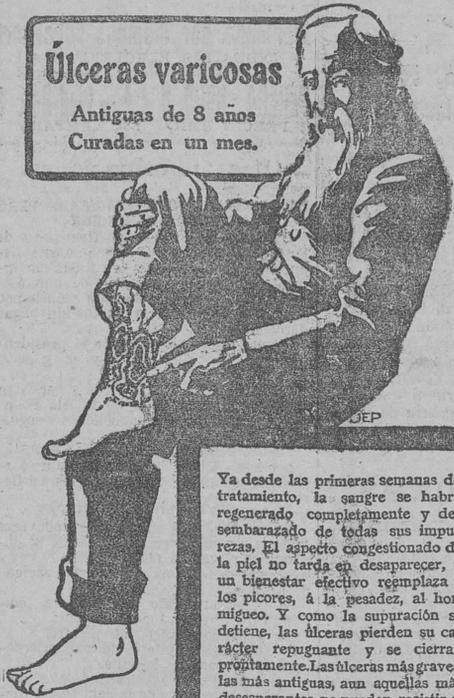 Úlceras varicosas
Antiguas de 8 años
Curadas en un mes.
DEP
Ya desde las primeras semanas d
tratamiento, la sangre se habr
regenerado completamente y de
sembarazado de todas sus impu
rezas. El aspecto congestionado d
la piel no tarda en desaparecer,
un bienestar efectivo reemplaza
los picores, á la pesadez, al hor
migueo. Y como la supuración s
detiene, las úlceras pierden su ca
rácter repugnante y se cierra
prontamente. Las úlceras más grave
las más antiguas, aun aquellas má